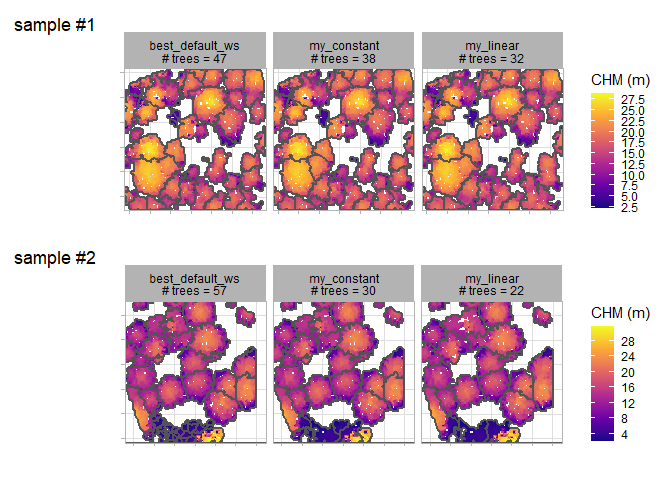 sample #1
best_default_ws
# trees = 47
my_constant
# trees = 38
my_linear
# trees = 32
CHM (m)
27.5
25.0
22.5
20.0
17.5
15.0
12.5
10.0
7.5
5.0
2.5
sample #2
best_default_ws
# trees = 57
my_constant
# trees = 30
my_linear
# trees = 22
CHM (m)
28
24
20
16
12
8
4